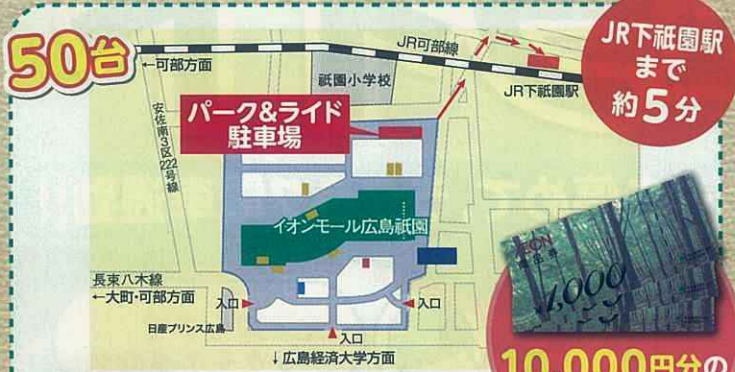 50台
←可部方面
JR可部線
祇園小学校
JR下祇園駅
JR下祇園駅
まで
約5分
パーク&ライド
駐車場
安佐南3区222号線
イオンモール広島祇園
長束八木線
←大町・可部方面
入口
入口
日産プリンス広島
入口
↓広島経済大学方面
¥1,000
10,000円分の